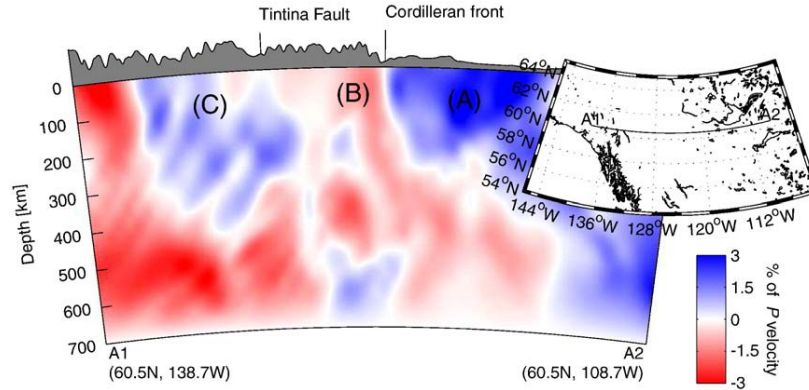 Tintina Fault
Cordilleran front
(C)
(B)
(A)
0
100
200
300
400
500
600
700
Depth [km]
A1
(60.5N, 138.7W)
A2
(60.5N, 108.7W)
64°N
62°N
60°N
58°N
56°N
54°N
144°W
136°W
128°W
120°W
112°W
A1
A2
3
1.5
0
-1.5
-3
% of P velocity